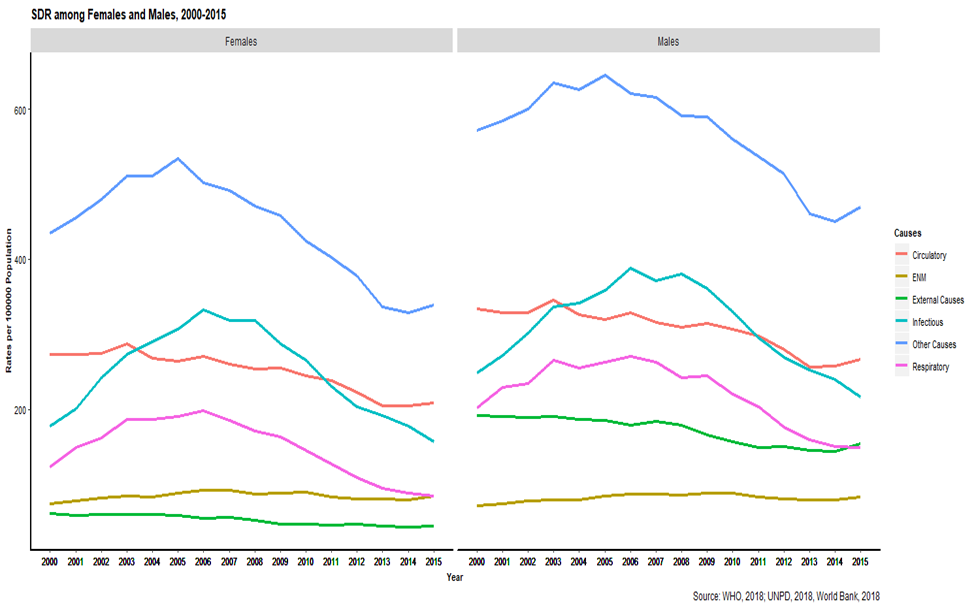 SDR among Females and Males, 2000-2015
Females
Males
Rates per 100000 Population
600
400
200
2000 2001 2002 2003 2004 2005 2006 2007 2008 2009 2010 2011 2012 2013 2014 2015
2000 2001 2002 2003 2004 2005 2006 2007 2008 2009 2010 2011 2012 2013 2014 2015
Year
Causes
Circulatory
ENM
External Causes
Infectious
Other Causes
Respiratory
Source: WHO, 2018; UNPD, 2018, World Bank, 2018